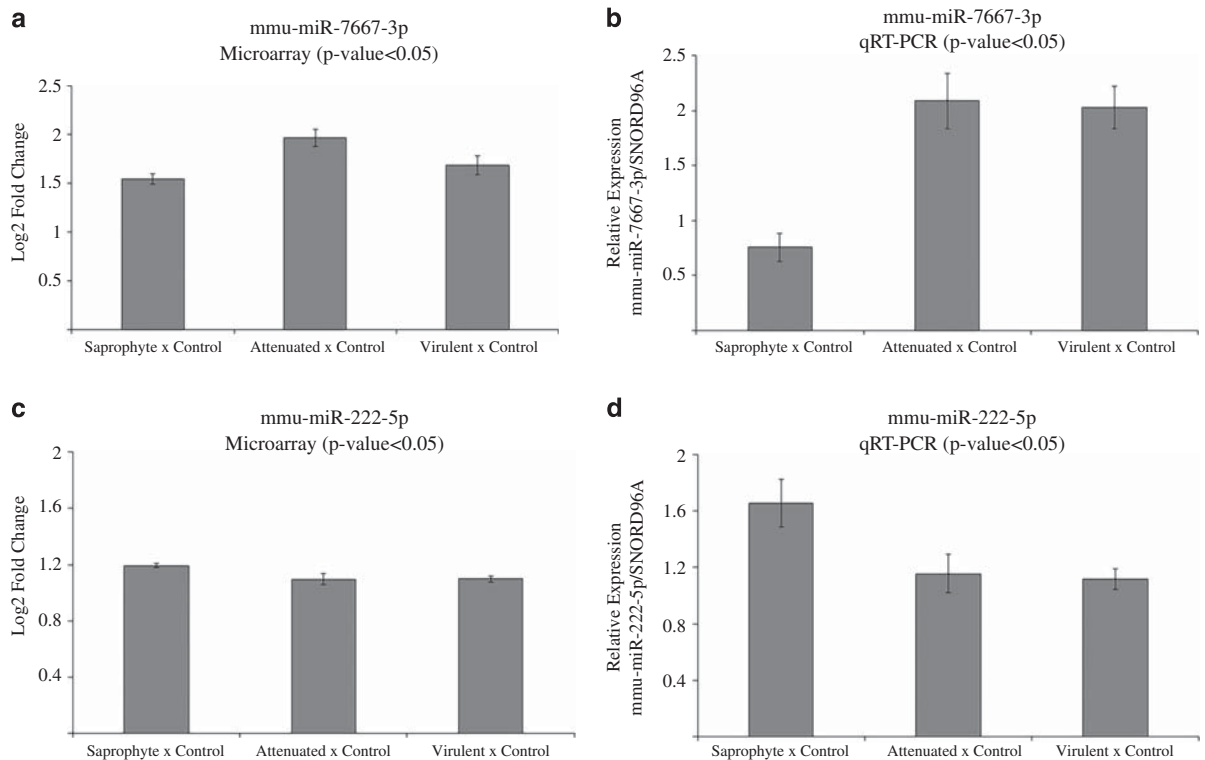 a
mmu-miR-7667-3p
Microarray (p-value<0.05)
Log2 Fold Change
2.5
2
1.5
1
0.5
Saprophyte x Control
Attenuated x Control
Virulent x Control
b
mmu-miR-7667-3p
qRT-PCR (p-value<0.05)
Relative Expression
mmu-miR-7667-3p/SNORD96A
2.5
2
1.5
1
0.5
Saprophyte x Control
Attenuated x Control
Virulent x Control
c
mmu-miR-222-5p
Microarray (p-value<0.05)
Log2 Fold Change
2
1.6
1.2
0.8
0.4
Saprophyte x Control
Attenuated x Control
Virulent x Control
d
mmu-miR-222-5p
qRT-PCR (p-value<0.05)
Relative Expression
mmu-miR-222-5p/SNORD96A
2
1.6
1.2
0.8
0.4
Saprophyte x Control
Attenuated x Control
Virulent x Control